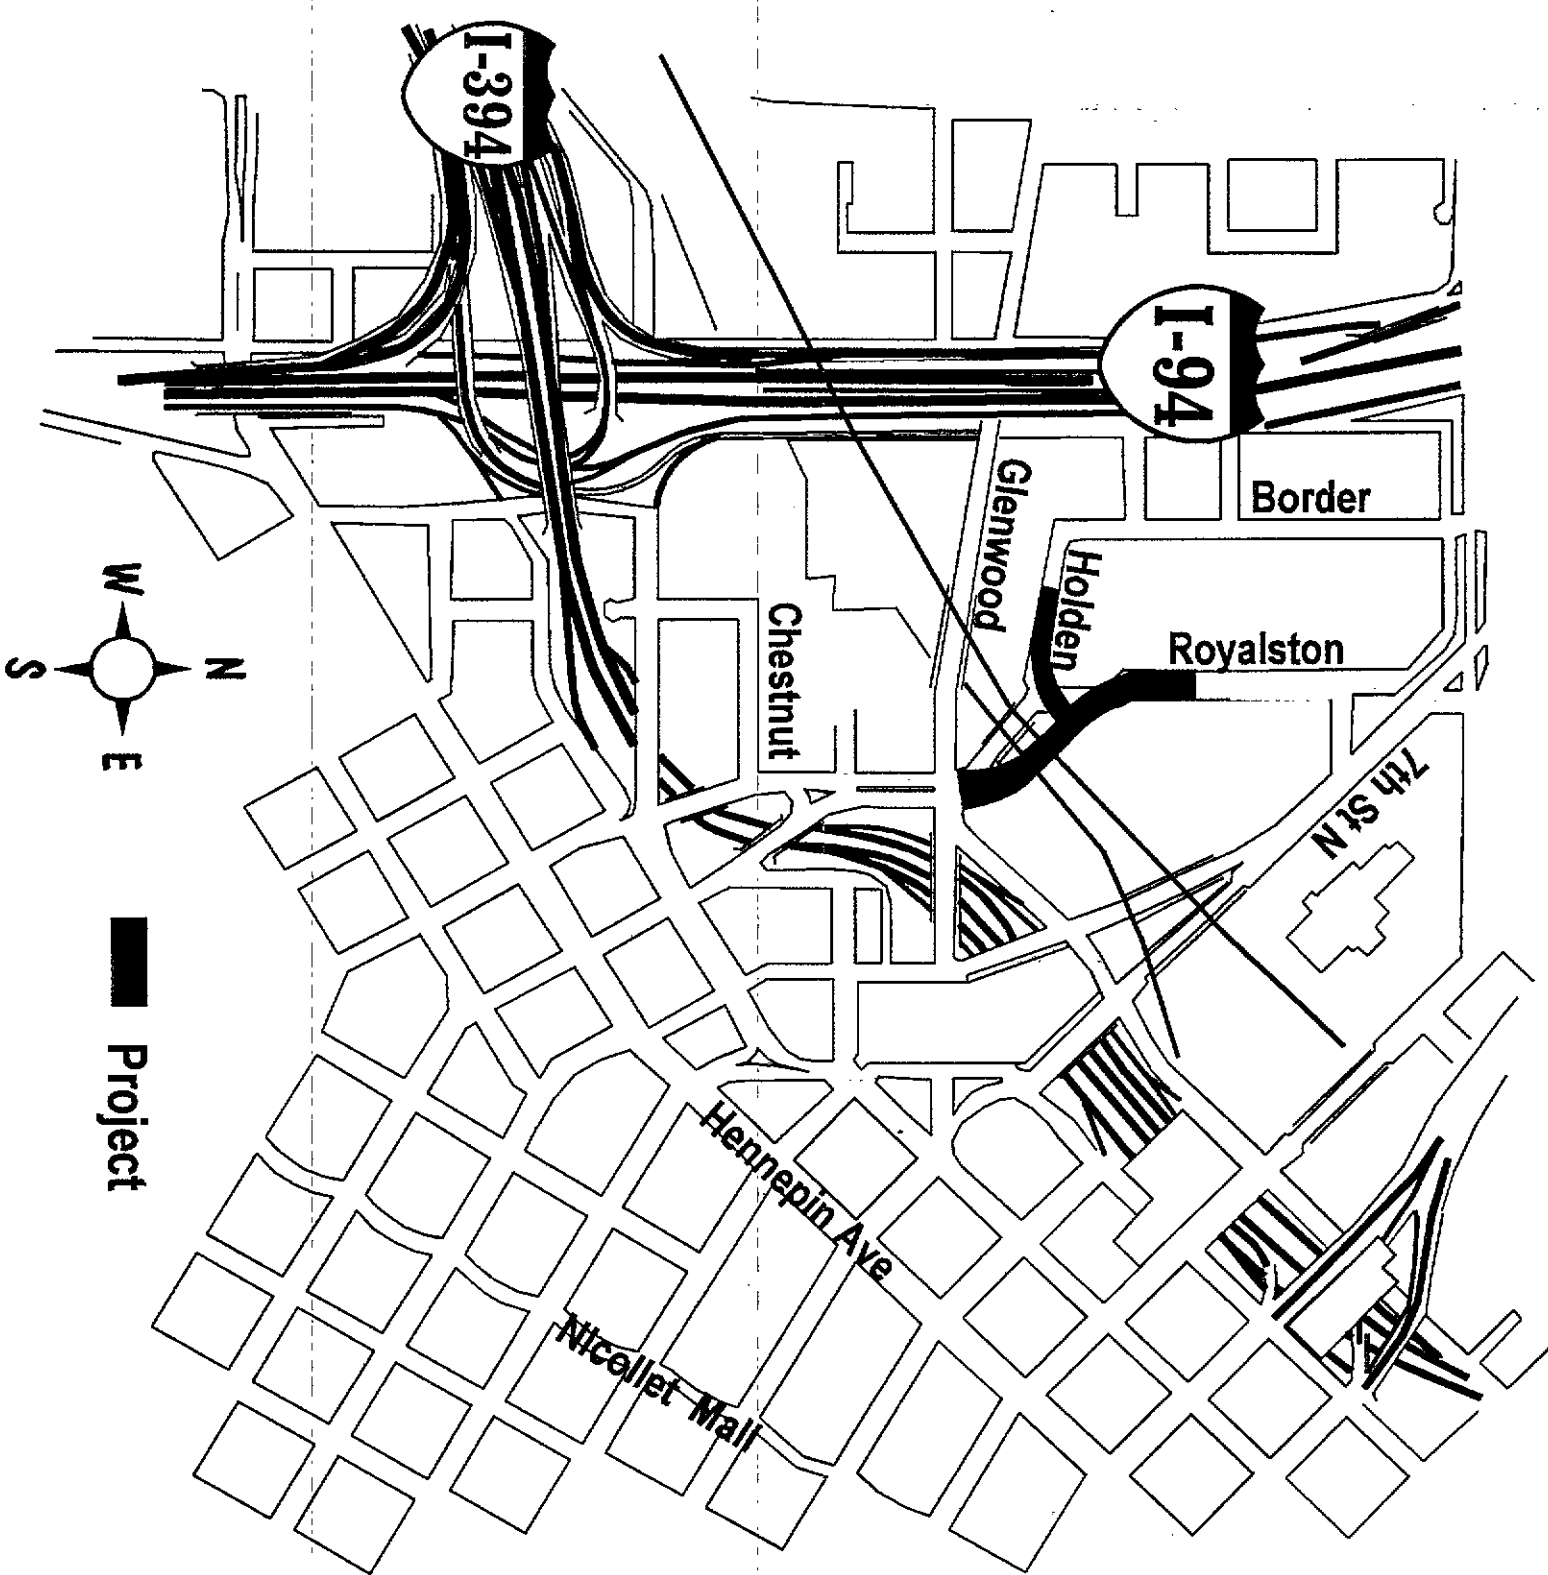 I-394
I-94
Border
Glenwood
Holden
Royalston
Chestnut
7th St N
Hennepin Ave
Nicollet Mall
W
N
S
E
Project